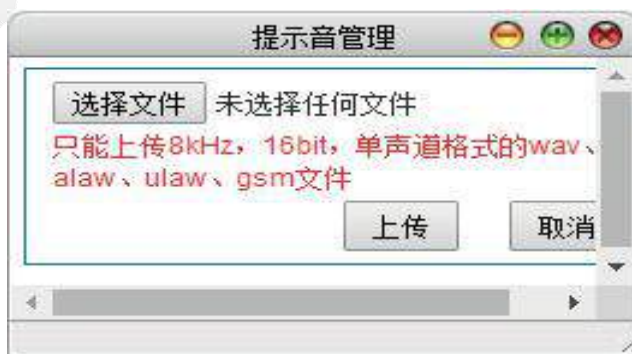 提示音管理
选择文件 未选择任何文件
只能上传8kHz，16bit，单声道格式的wav、
alaw、ulaw、gsm文件
上传 取消